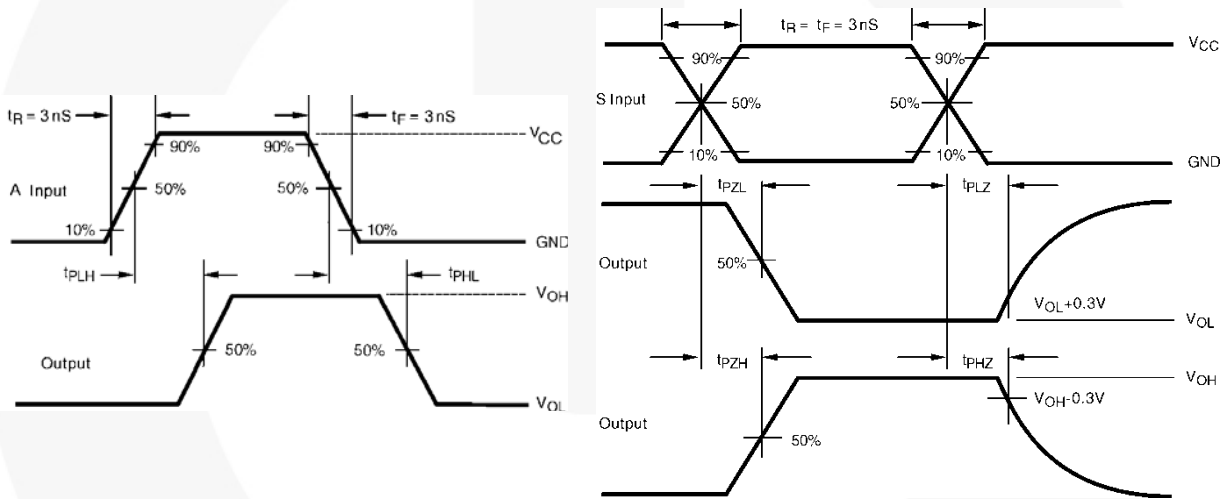 tR = 3 nS
tF = 3 nS
VCC
90%
90%
A Input
50%
50%
10%
10%
GND
tPLH
tPHL
VOH
Output
50%
50%
VOL
tR = tF = 3 nS
VCC
90%
90%
S Input
50%
50%
10%
10%
GND
tPZL
tPLZ
Output
50%
VOL+0.3V
VOL
tPZH
tPHZ
VOH
VOH-0.3V
Output
50%